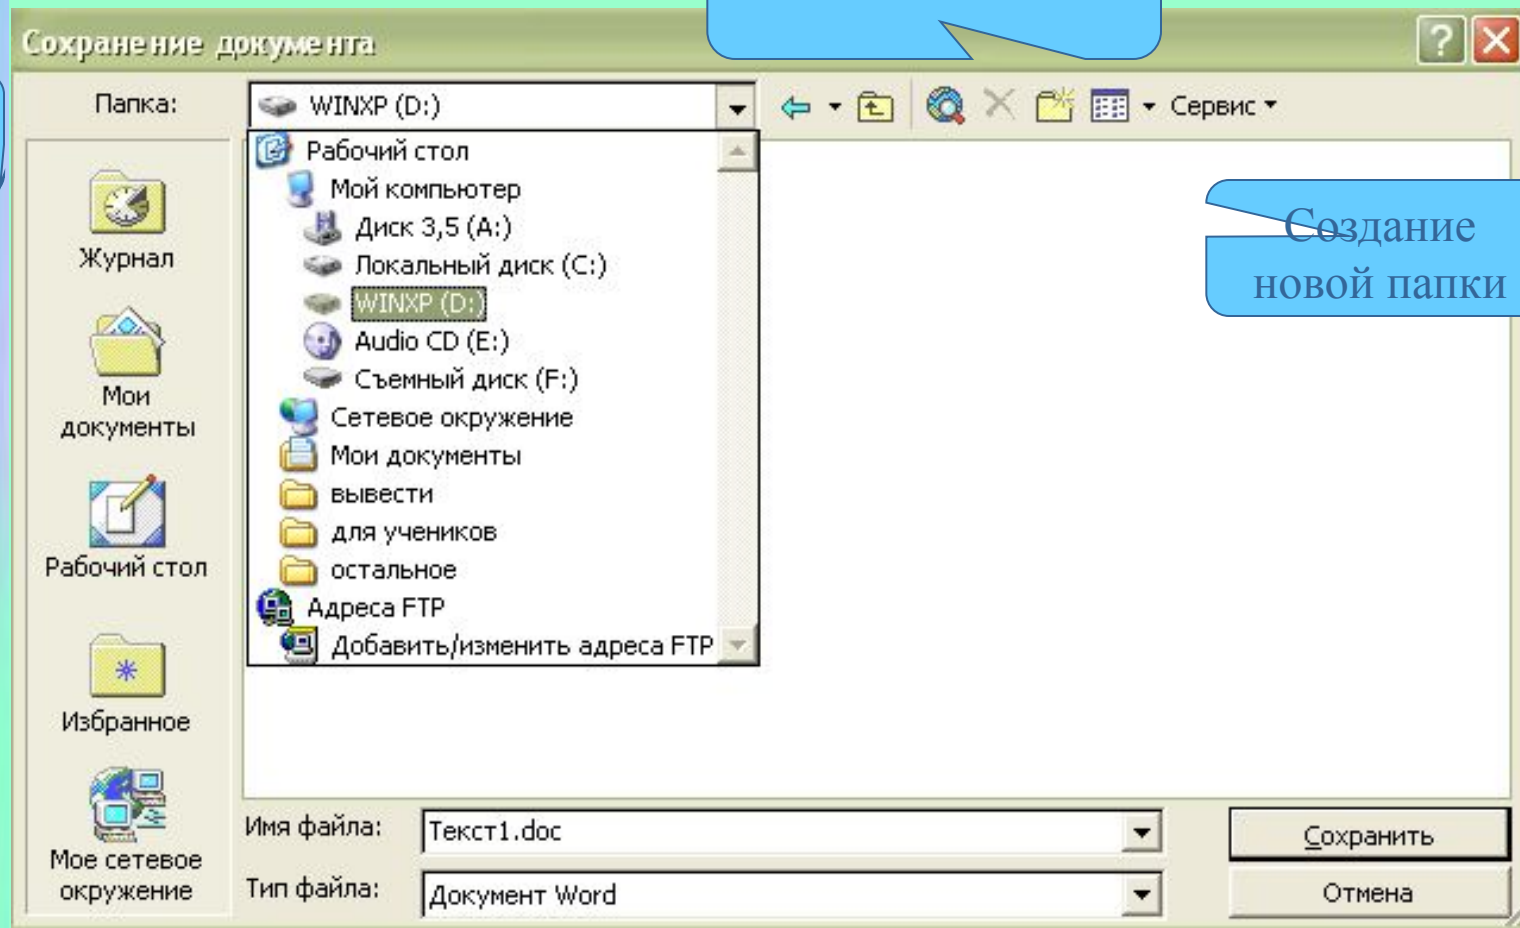 Сохранение документа
Папка:
WINXP (D:)
Сервис
Рабочий стол
Мой компьютер
Диск 3,5 (A:)
Локальный диск (C:)
WINXP (D:)
Audio CD (E:)
Съемный диск (F:)
Сетевое окружение
Мои документы
вывести
для учеников
остальное
Адреса FTP
Добавить/изменить адреса FTP
Журнал
Мои
документы
Рабочий стол
Избранное
Мое сетевое
окружение
Создание
новой папки
Имя файла:
Текст1.doc
Сохранить
Тип файла:
Документ Word
Отмена